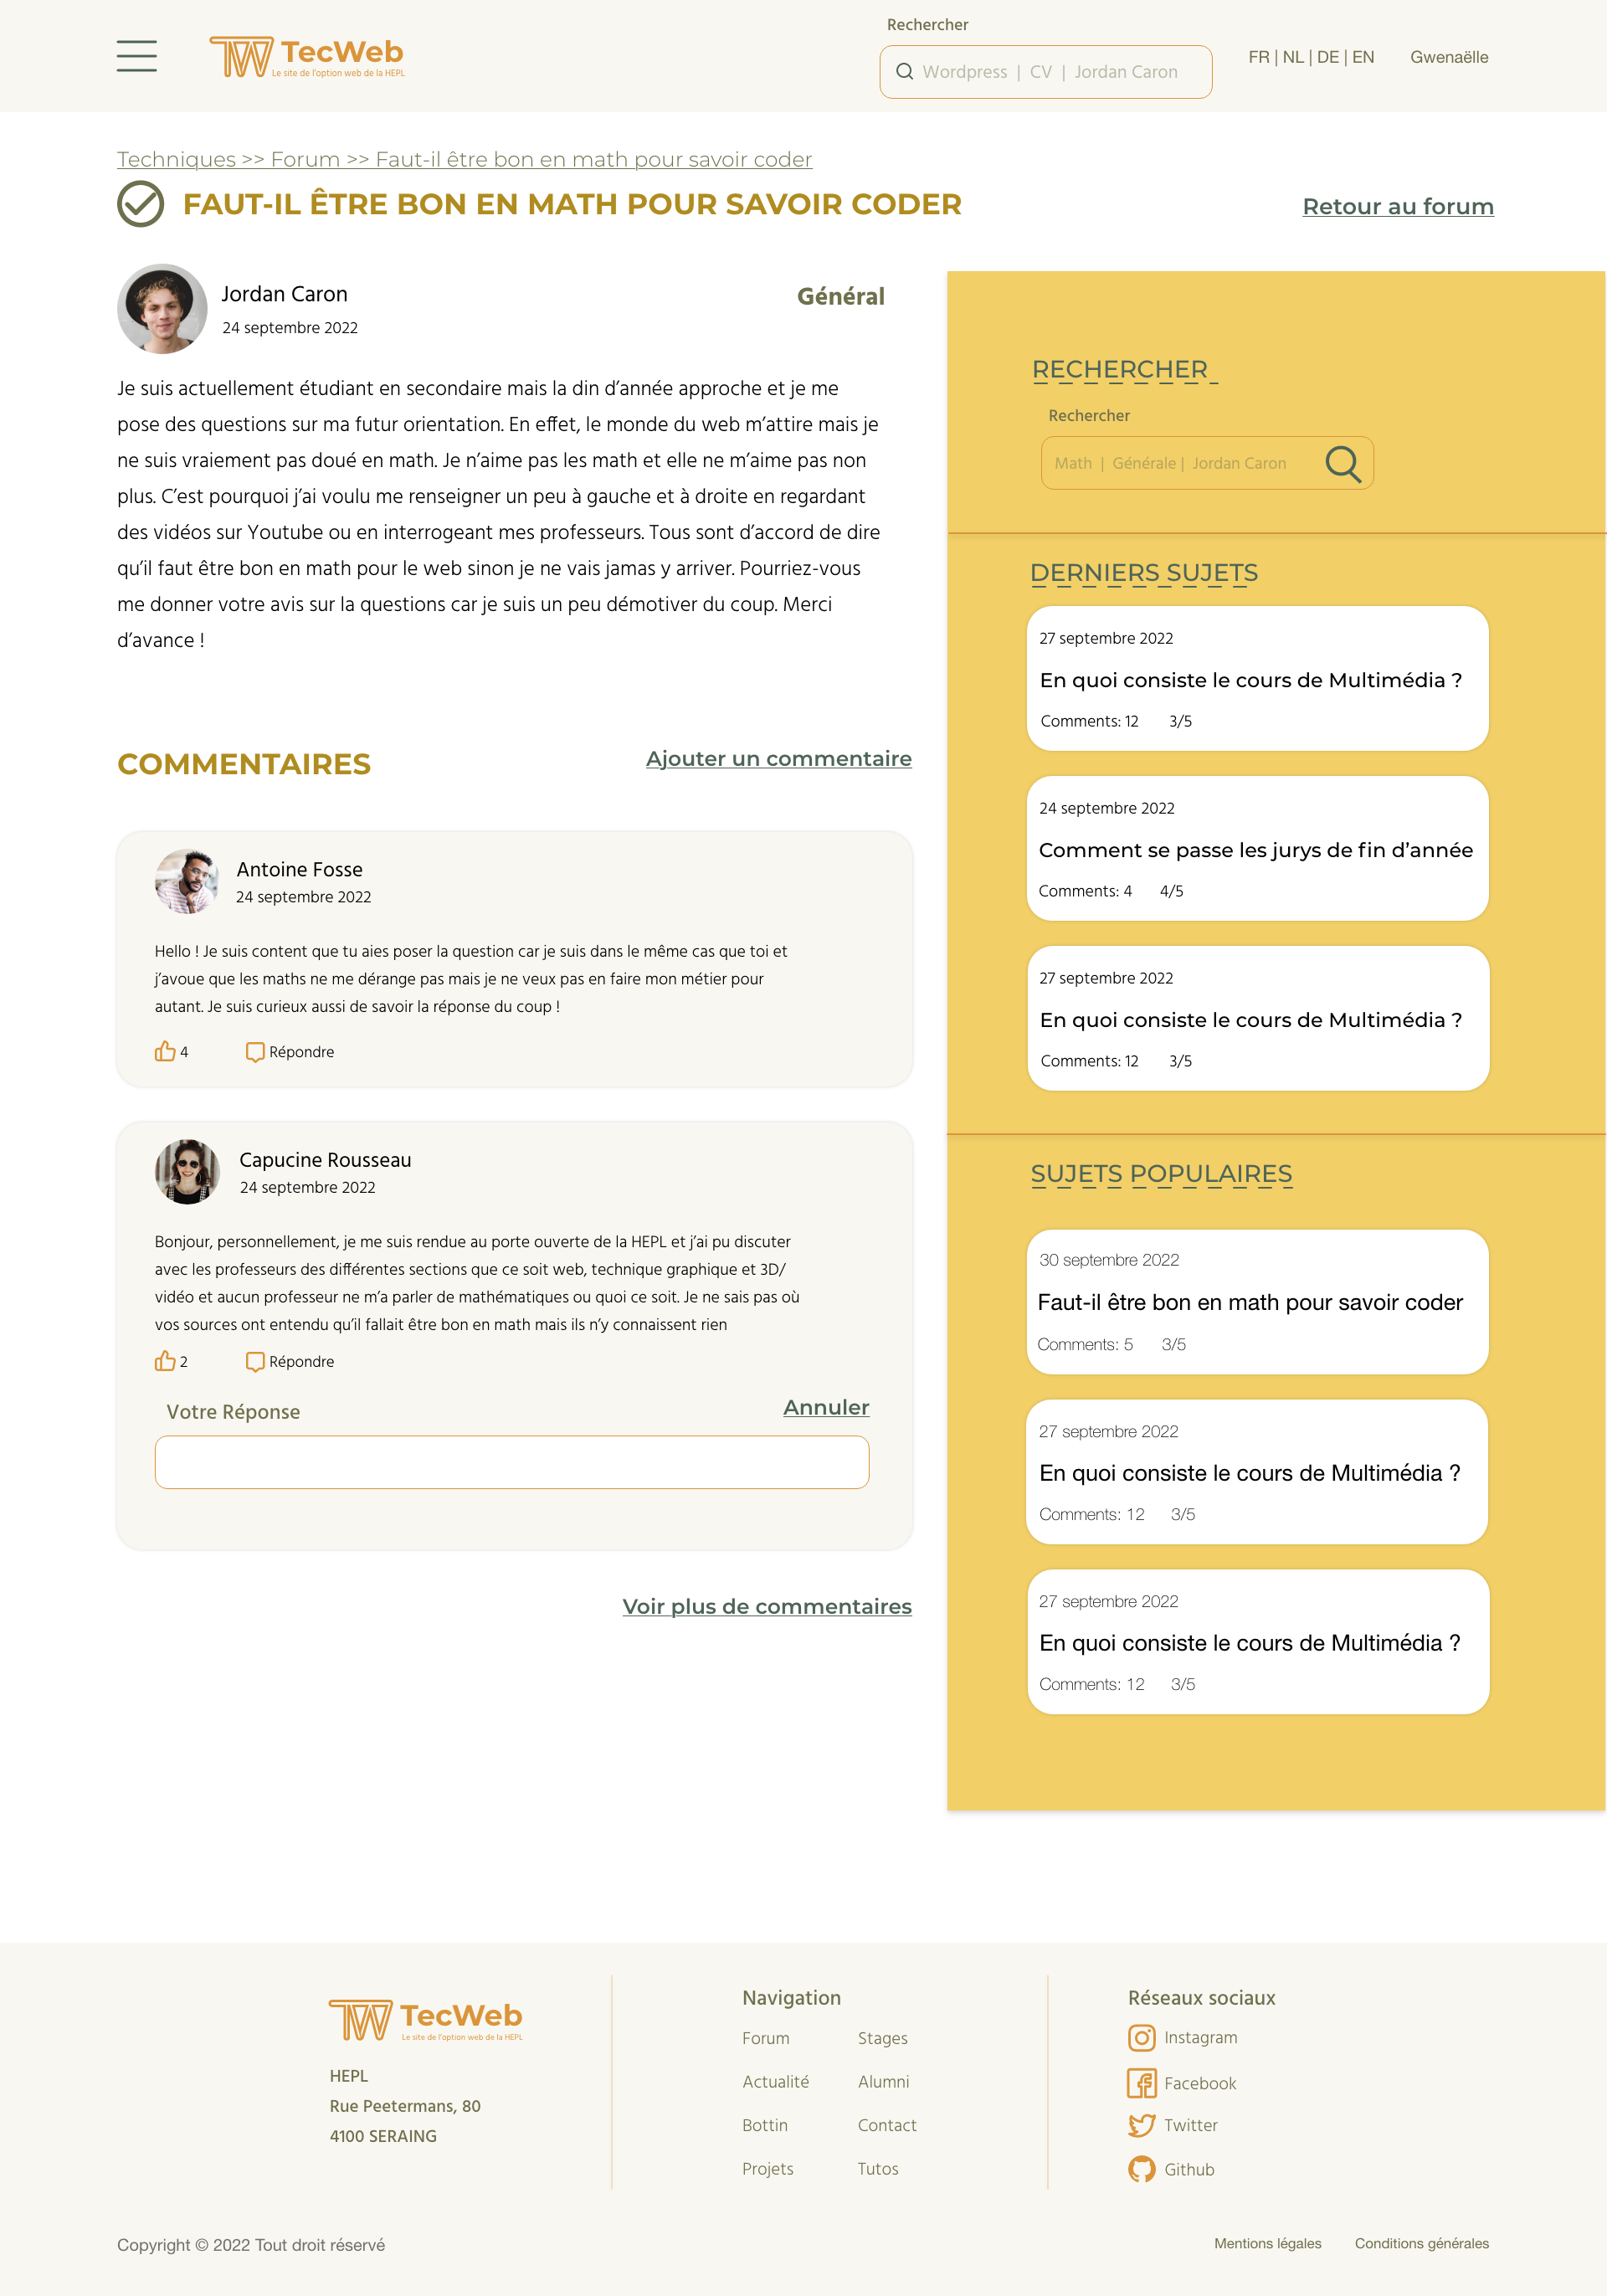 Rechercher
TecWeb
Le site de l'option web de la HEPL
Wordpress | CV | Jordan Caron
FR | NL | DE | EN
Gwenaëlle
Techniques >> Forum >> Faut-il être bon en math pour savoir coder
FAUT-IL ÊTRE BON EN MATH POUR SAVOIR CODER
Retour au forum
Jordan Caron
24 septembre 2022
Général
Je suis actuellement étudiant en secondaire mais la din d’année approche et je me
pose des questions sur ma futur orientation. En effet, le monde du web m’attire mais je
ne suis vraiement pas doué en math. Je n’aime pas les math et elle ne m’aime pas non
plus. C’est pourquoi j’ai voulu me renseigner un peu à gauche et à droite en regardant
des vidéos sur Youtube ou en interrogeant mes professeurs. Tous sont d’accord de dire
qu’il faut être bon en math pour le web sinon je ne vais jamas y arriver. Pourriez-vous
me donner votre avis sur la questions car je suis un peu démotiver du coup. Merci
d’avance !
COMMENTAIRES
Ajouter un commentaire
Antoine Fosse
24 septembre 2022
Hello ! Je suis content que tu aies poser la question car je suis dans le même cas que toi et
j’avoue que les maths ne me dérange pas mais je ne veux pas en faire mon métier pour
autant. Je suis curieux aussi de savoir la réponse du coup !
4
Répondre
Capucine Rousseau
24 septembre 2022
Bonjour, personnellement, je me suis rendue au porte ouverte de la HEPL et j’ai pu discuter
avec les professeurs des différentes sections que ce soit web, technique graphique et 3D/
vidéo et aucun professeur ne m’a parler de mathématiques ou quoi ce soit. Je ne sais pas où
vos sources ont entendu qu’il fallait être bon en math mais ils n’y connaissent rien
2
Répondre
Votre Réponse
Annuler
Voir plus de commentaires
RECHERCHER
Rechercher
Math | Générale | Jordan Caron
DERNIERS SUJETS
27 septembre 2022
En quoi consiste le cours de Multimédia ?
Comments: 12 3/5
24 septembre 2022
Comment se passe les jurys de fin d’année
Comments: 4 4/5
27 septembre 2022
En quoi consiste le cours de Multimédia ?
Comments: 12 3/5
SUJETS POPULAIRES
30 septembre 2022
Faut-il être bon en math pour savoir coder
Comments: 5 3/5
27 septembre 2022
En quoi consiste le cours de Multimédia ?
Comments: 12 3/5
27 septembre 2022
En quoi consiste le cours de Multimédia ?
Comments: 12 3/5
TecWeb
Le site de l'option web de la HEPL
HEPL
Rue Peetermans, 80
4100 SERAING
Navigation
Forum Stages
Actualité Alumni
Bottin Contact
Projets Tutos
Réseaux sociaux
Instagram
Facebook
Twitter
Github
Copyright © 2022 Tout droit réservé
Mentions légales
Conditions générales